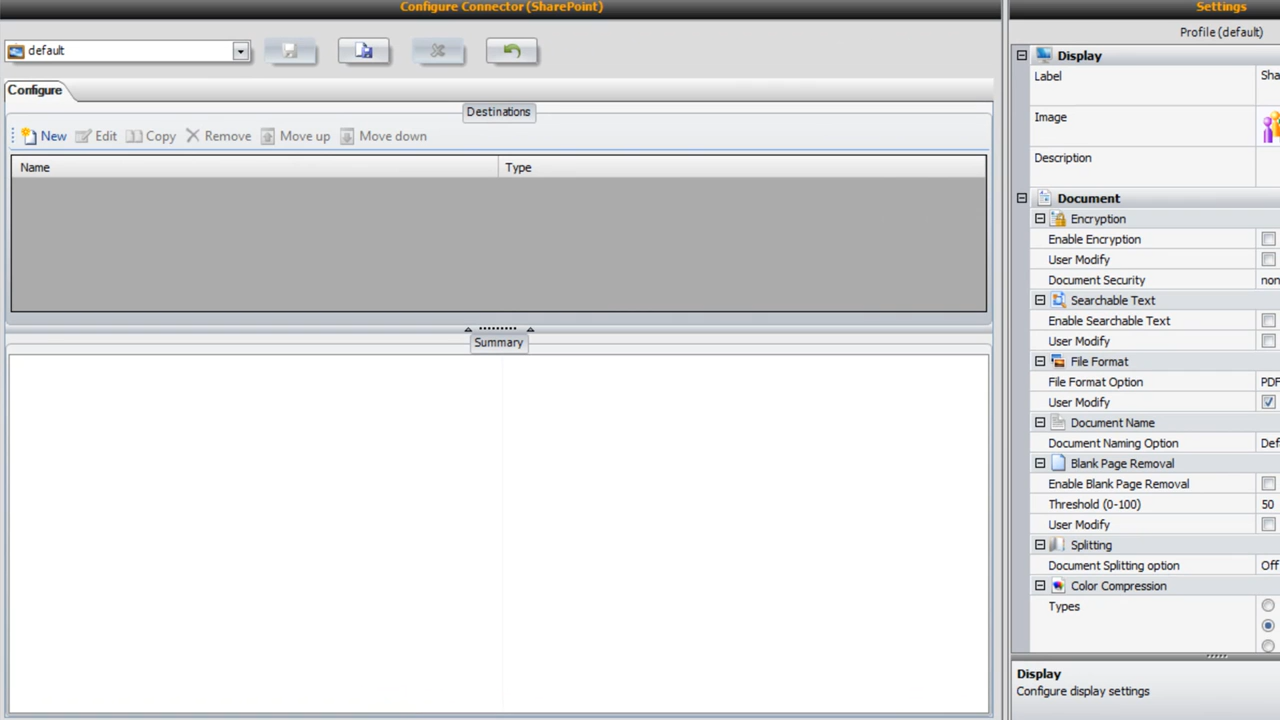 Configure Connector (SharePoint)
default
Configure
Destinations
New Edit Copy Remove Move up Move down
Name Type
Summary
Settings
Profile (default)
Display
Label Sha
Image
Description
Document
Encryption
Enable Encryption
User Modify
Document Security non
Searchable Text
Enable Searchable Text
User Modify
File Format
File Format Option PDF
User Modify
Document Name
Document Naming Option Def
Blank Page Removal
Enable Blank Page Removal
Threshold (0-100) 50
User Modify
Splitting
Document Splitting option Off
Color Compression
Types
Display
Configure display settings